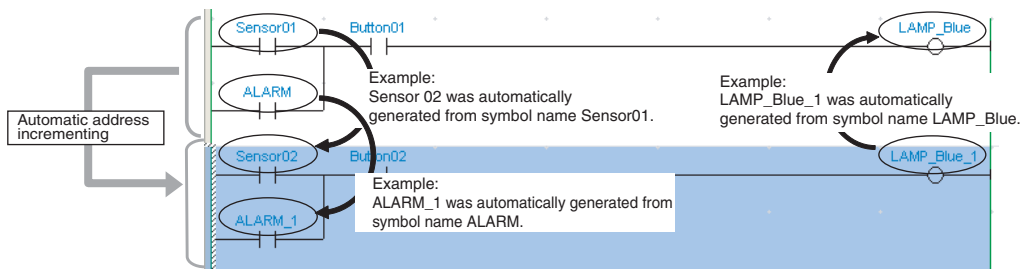 Sensor01 Button01 LAMP_Blue
Example:
Sensor 02 was automatically
generated from symbol name Sensor01.
Example:
LAMP_Blue_1 was automatically
generated from symbol name LAMP_Blue.
ALARM
Automatic address
incrementing
Sensor02 Button02 LAMP_Blue_1
Example:
ALARM_1 was automatically generated from
symbol name ALARM.
ALARM_1